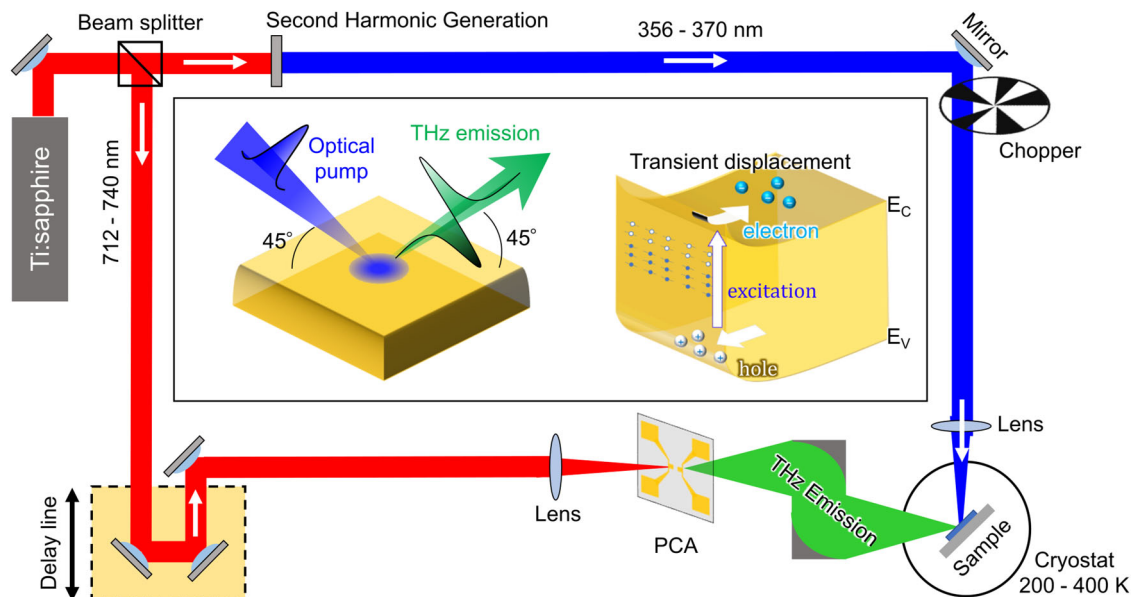 Beam splitter
Second Harmonic Generation
356 - 370 nm
Mirror
Chopper
Ti:sapphire
712 - 740 nm
Optical
pump
THz emission
45°
45°
Transient displacement
electron
excitation
hole
E_C
E_V
Lens
Delay line
Lens
PCA
THz Emission
Sample
Cryostat
200 - 400 K